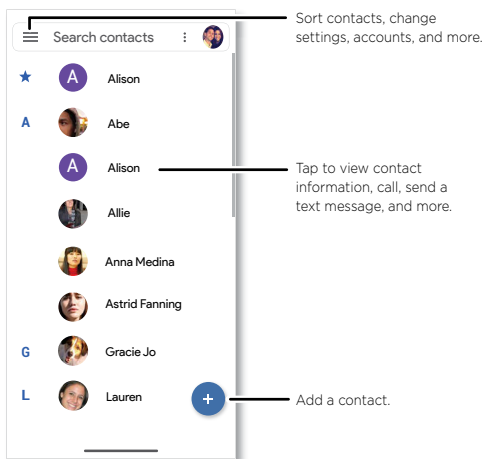 Search contacts
Sort contacts, change
settings, accounts, and more.
A Alison
A Abe
A Alison
Tap to view contact
information, call, send a
text message, and more.
Allie
Anna Medina
Astrid Fanning
G Gracie Jo
L Lauren
+
Add a contact.